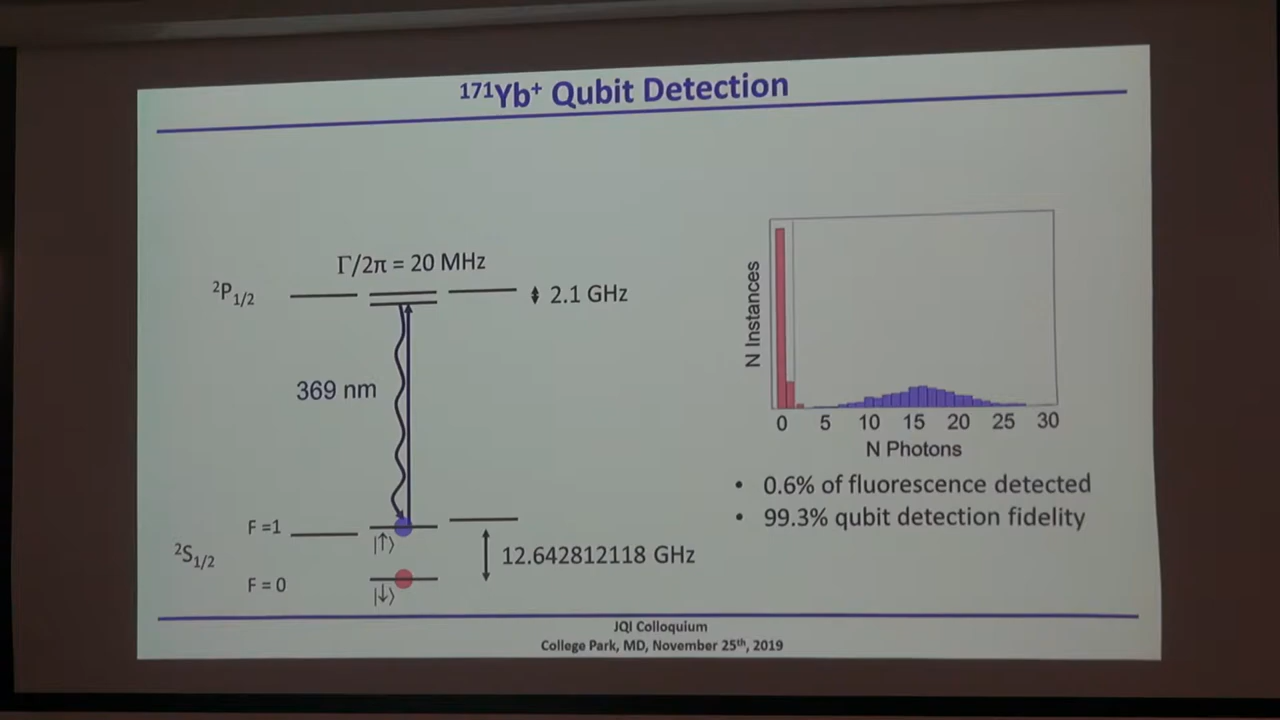 ¹⁷¹Yb⁺ Qubit Detection
Γ/2π = 20 MHz
²P₁/₂
2.1 GHz
369 nm
F =1
|↑⟩
²S₁/₂
12.642812118 GHz
F = 0
|↓⟩
N Instances
0 5 10 15 20 25 30
N Photons
• 0.6% of fluorescence detected
• 99.3% qubit detection fidelity
JQI Colloquium
College Park, MD, November 25ᵗʰ, 2019